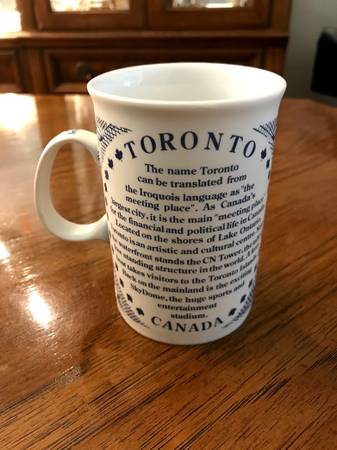 TORONTO
The name Toronto
can be translated from
the Iroquois language as "the
meeting place". As Canada's
largest city, it is the main "meeting place"
for the financial and political life in Canada.
Located on the shores of Lake
is an artistic and cultural centre.
waterfront stands the CN Tower, the
standing structure in the world. A
takes visitors to the Toronto
on the mainland is the exciting
SkyDome, the huge sports and
entertainment
stadium.
CANADA